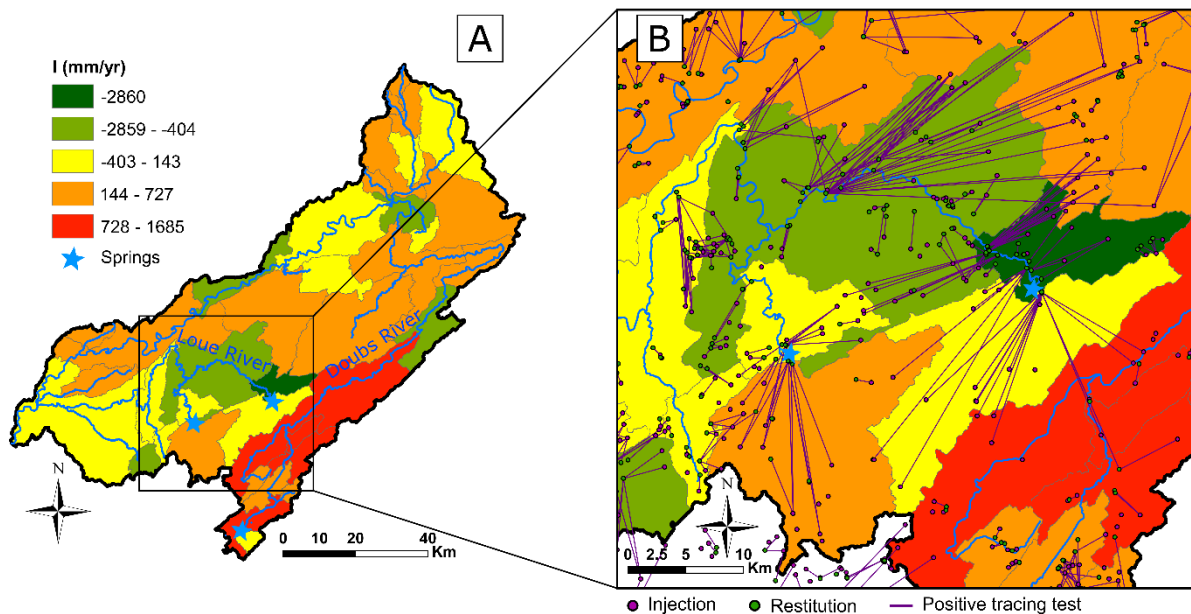 A
I (mm/yr)
-2860
-2859 - -404
-403 - 143
144 - 727
728 - 1685
Springs
Loue River
Doubs River
N
0 10 20 40
Km
B
N
0 2,5 5 10
Km
Injection Restitution Positive tracing test